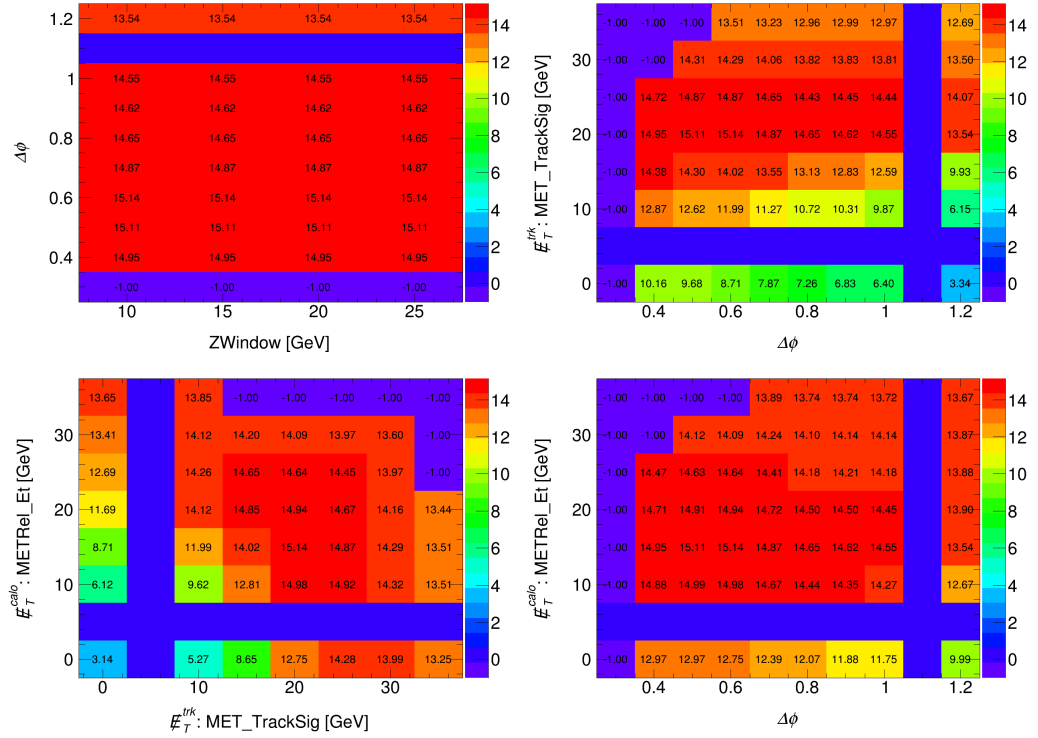 1.2 13.54 13.54 13.54 13.54 14
12
1 14.55 14.55 14.55 14.55
14.62 14.62 14.62 14.62 10
0.8 14.65 14.65 14.65 14.65 8
Δϕ
14.87 14.87 14.87 14.87 6
0.6 15.14 15.14 15.14 15.14
4
15.11 15.11 15.11 15.11
0.4 14.95 14.95 14.95 14.95 2
-1.00 -1.00 -1.00 -1.00 0
10 15 20 25
ZWindow [GeV]
-1.00 -1.00 -1.00 13.51 13.23 12.96 12.99 12.97 12.69 14
30 -1.00 -1.00 14.31 14.29 14.06 13.82 13.83 13.81 13.50 12
-1.00 14.72 14.87 14.87 14.65 14.43 14.45 14.44 14.07 10
20 -1.00 14.95 15.11 15.14 14.87 14.65 14.62 14.55 13.54 8
-1.00 14.38 14.30 14.02 13.55 13.13 12.83 12.59 9.93 6
10 -1.00 12.87 12.62 11.99 11.27 10.72 10.31 9.87 6.15 4
2
0 -1.00 10.16 9.68 8.71 7.87 7.26 6.83 6.40 3.34 0
E̸_T^trk : MET_TrackSig [GeV]
0.4 0.6 0.8 1 1.2
Δϕ
13.65 13.85 -1.00 -1.00 -1.00 -1.00 -1.00 14
30 13.41 14.12 14.20 14.09 13.97 13.60 -1.00 12
12.69 14.26 14.65 14.64 14.45 13.97 -1.00 10
20 11.69 14.12 14.85 14.94 14.67 14.16 13.44 8
8.71 11.99 14.02 15.14 14.87 14.29 13.51 6
10 6.12 9.62 12.81 14.98 14.92 14.32 13.51 4
2
0 3.14 5.27 8.65 12.75 14.28 13.99 13.25 0
E̸_T^calo : METRel_Et [GeV]
0 10 20 30
E̸_T^trk : MET_TrackSig [GeV]
-1.00 -1.00 -1.00 -1.00 13.89 13.74 13.74 13.72 13.67 14
30 -1.00 -1.00 14.12 14.09 14.24 14.10 14.14 14.14 13.87 12
-1.00 14.47 14.63 14.64 14.41 14.18 14.21 14.18 13.88 10
20 -1.00 14.71 14.91 14.94 14.72 14.50 14.50 14.45 13.90 8
-1.00 14.95 15.11 15.14 14.87 14.65 14.62 14.55 13.54 6
10 -1.00 14.88 14.99 14.98 14.67 14.44 14.35 14.27 12.67 4
2
0 -1.00 12.97 12.97 12.75 12.39 12.07 11.88 11.75 9.99 0
E̸_T^calo : METRel_Et [GeV]
0.4 0.6 0.8 1 1.2
Δϕ